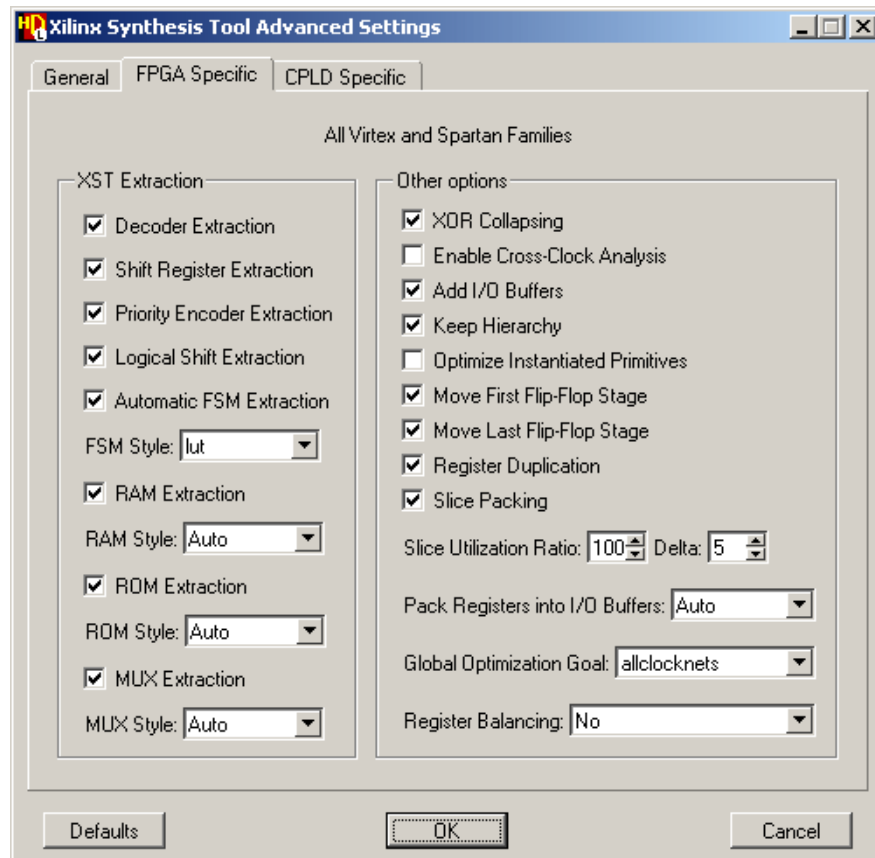 HDL Xilinx Synthesis Tool Advanced Settings
General FPGA Specific CPLD Specific
All Virtex and Spartan Families
XST Extraction
Decoder Extraction
Shift Register Extraction
Priority Encoder Extraction
Logical Shift Extraction
Automatic FSM Extraction
FSM Style: lut
RAM Extraction
RAM Style: Auto
ROM Extraction
ROM Style: Auto
MUX Extraction
MUX Style: Auto
Other options
XOR Collapsing
Enable Cross-Clock Analysis
Add I/O Buffers
Keep Hierarchy
Optimize Instantiated Primitives
Move First Flip-Flop Stage
Move Last Flip-Flop Stage
Register Duplication
Slice Packing
Slice Utilization Ratio: 100 Delta: 5
Pack Registers into I/O Buffers: Auto
Global Optimization Goal: allclocknets
Register Balancing: No
Defaults OK Cancel